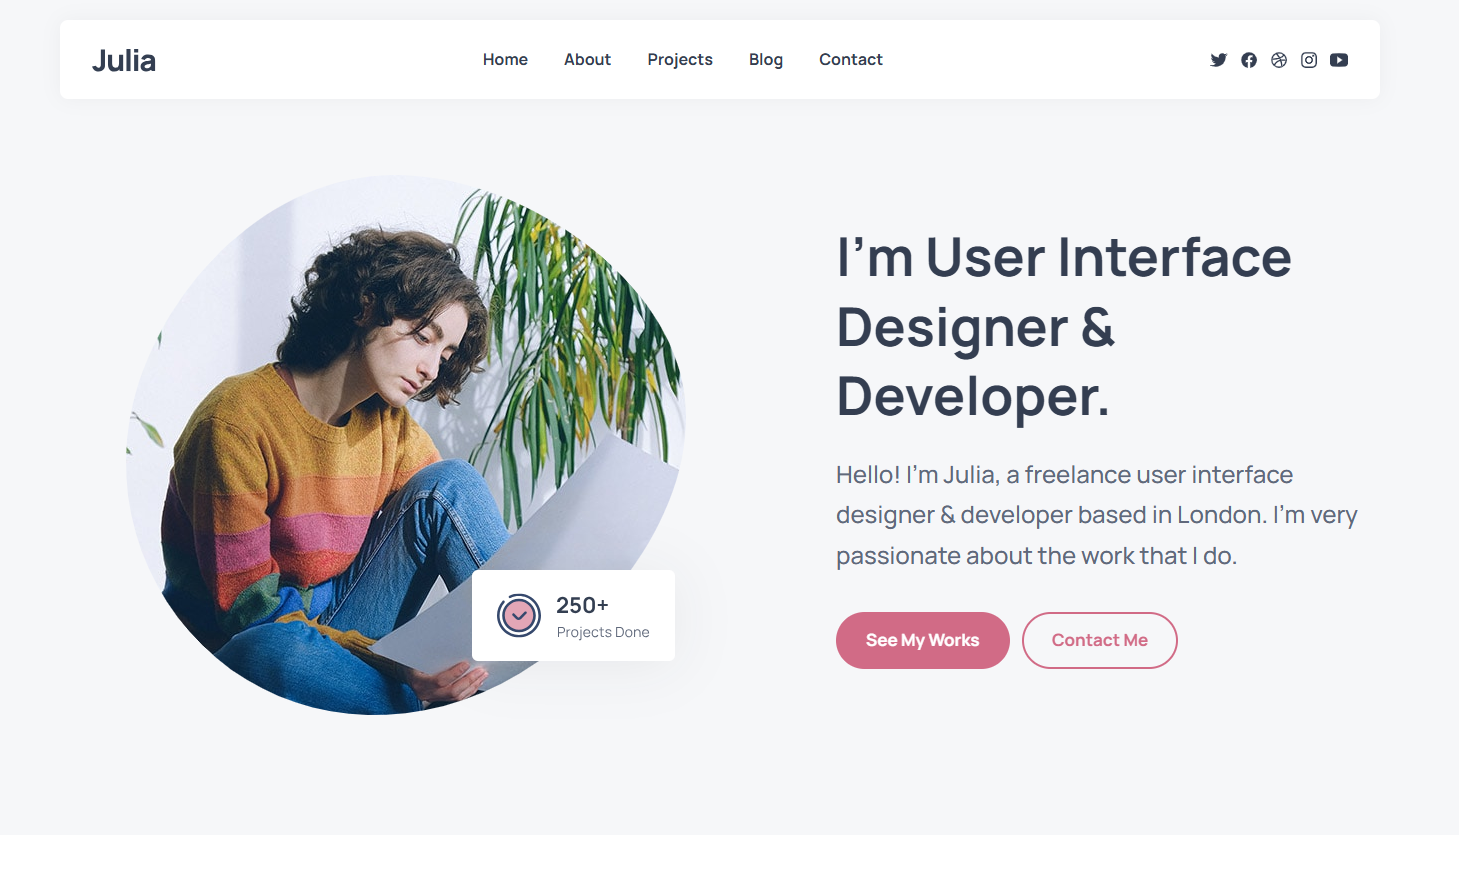 Julia
Home About Projects Blog Contact
I’m User Interface
Designer &
Developer.
Hello! I’m Julia, a freelance user interface
designer & developer based in London. I’m very
passionate about the work that I do.
See My Works Contact Me
250+
Projects Done